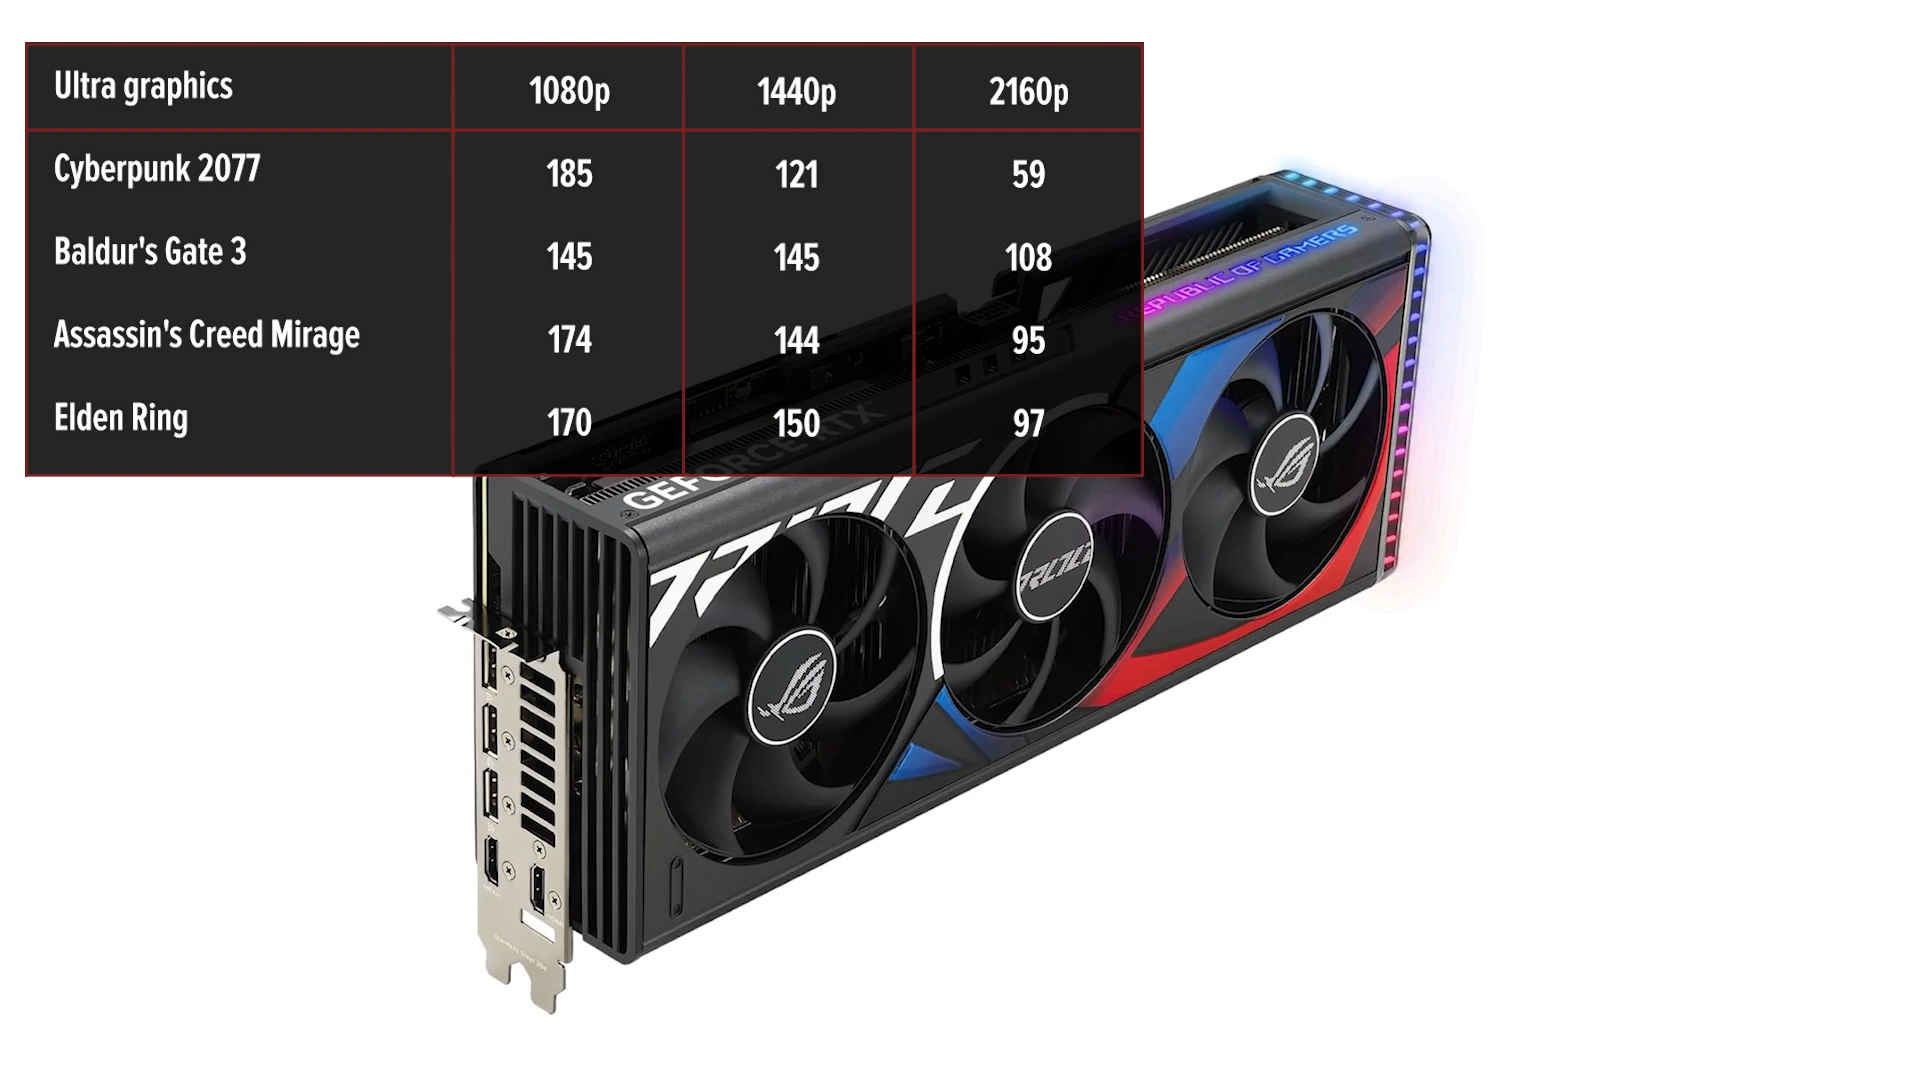 Ultra graphics 1080p 1440p 2160p
Cyberpunk 2077 185 121 59
Baldur's Gate 3 145 145 108
Assassin's Creed Mirage 174 144 95
Elden Ring 170 150 97
REPUBLIC OF GAMERS
GEFORCE RTX